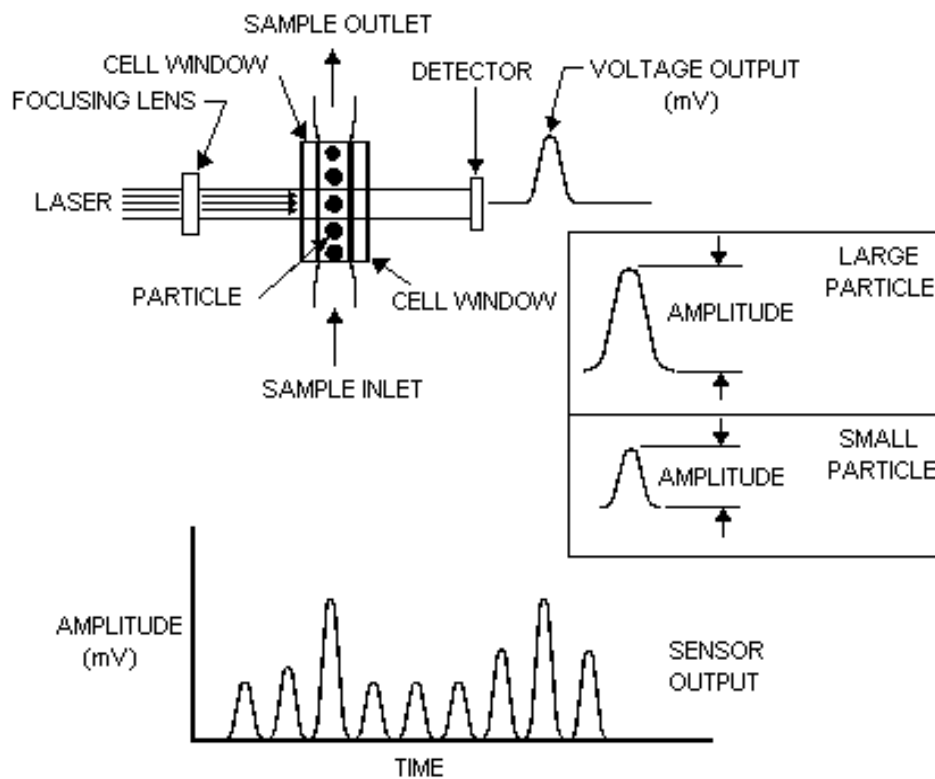 SAMPLE OUTLET
CELL WINDOW
FOCUSING LENS
DETECTOR
VOLTAGE OUTPUT
(mV)
LASER
PARTICLE
CELL WINDOW
SAMPLE INLET
LARGE
PARTICLE
AMPLITUDE
SMALL
PARTICLE
AMPLITUDE
AMPLITUDE
(mV)
SENSOR
OUTPUT
TIME